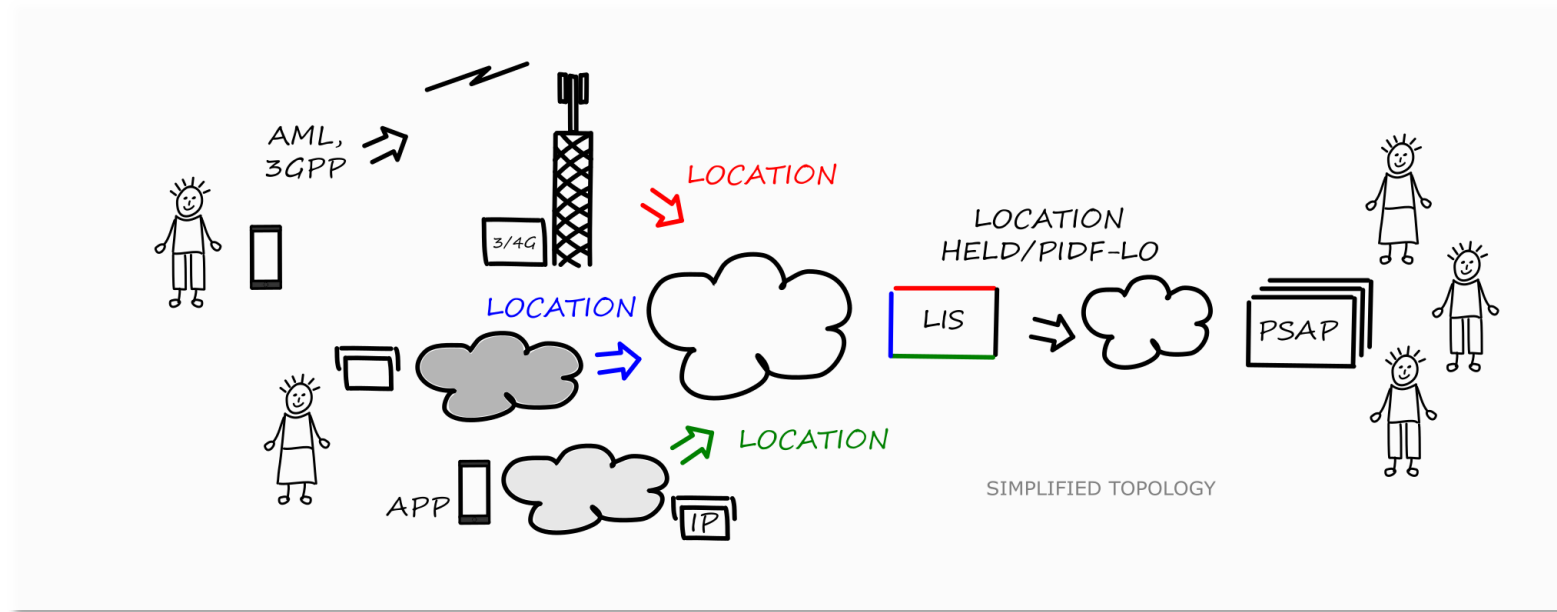 AML,
3GPP
3/4G
LOCATION
LOCATION
HELD/PIDF-LO
LOCATION
LIS
PSAP
LOCATION
APP
IP
SIMPLIFIED TOPOLOGY